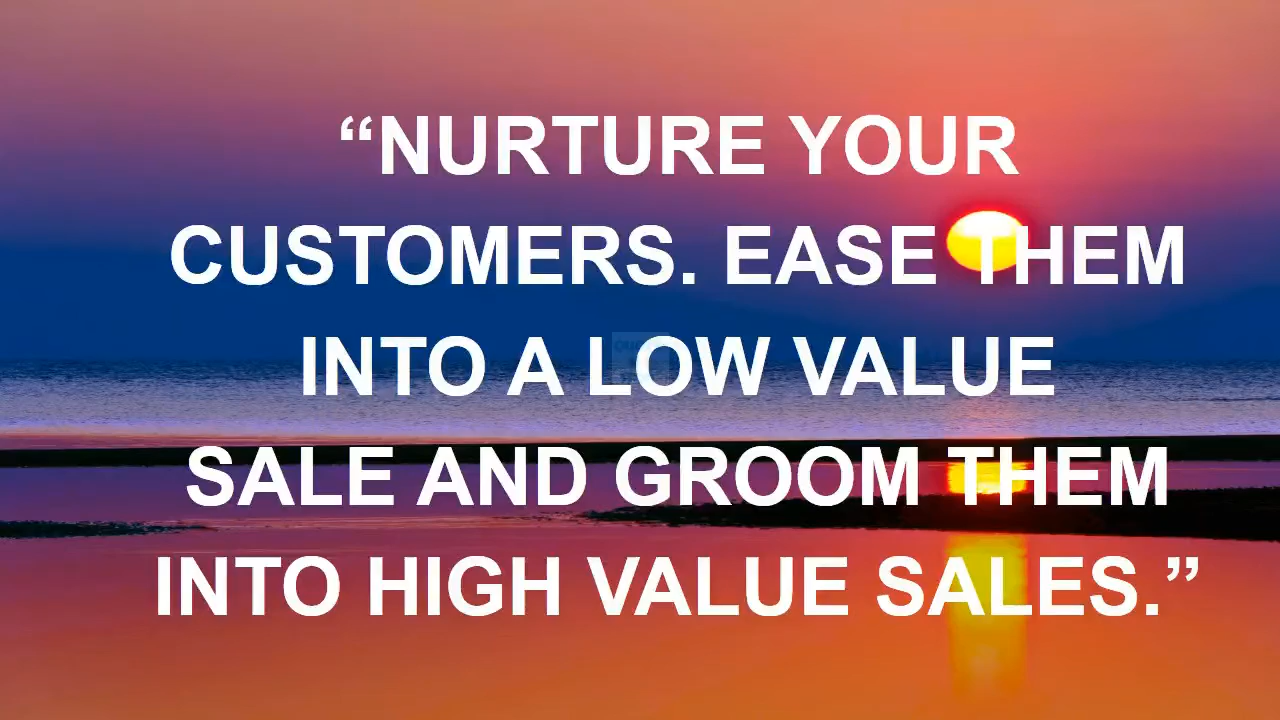 “NURTURE YOUR
CUSTOMERS. EASE THEM
INTO A LOW VALUE
SALE AND GROOM THEM
INTO HIGH VALUE SALES.”